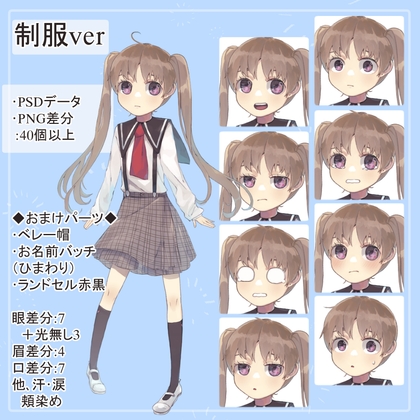 制服ver
・PSDデータ
・PNG差分
:40個以上
◆おまけパーツ◆
・ベレー帽
・お名前バッチ
（ひまわり）
・ランドセル赤黒
眼差分:7
＋光無し3
眉差分:4
口差分:7
他、汗・涙
頬染め